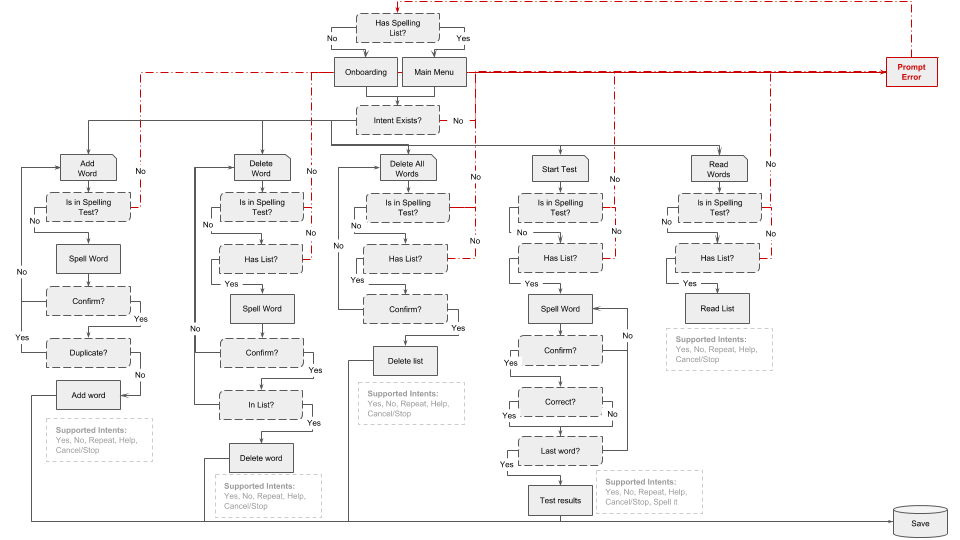 Has Spelling
List?
No
Yes
Onboarding
Main Menu
Prompt
Error
Intent Exists?
No
Add
Word
No
Is in Spelling
Test?
No
Spell Word
No
Confirm?
Yes
Yes
Duplicate?
No
Add word
Supported Intents:
Yes, No, Repeat, Help,
Cancel/Stop
Delete
Word
No
Is in Spelling
Test?
No
No
Has List?
Yes
Spell Word
No
Confirm?
Yes
In List?
Yes
Delete word
Supported Intents:
Yes, No, Repeat, Help,
Cancel/Stop
Delete All
Words
No
Is in Spelling
Test?
No
No
No
Has List?
Yes
Confirm?
Yes
Delete list
Supported Intents:
Yes, No, Repeat, Help,
Cancel/Stop
Start Test
No
Is in Spelling
Test?
No
No
Has List?
Yes
Spell Word
No
Confirm?
Yes
Correct?
Yes
No
Last word?
Yes
Test results
Supported Intents:
Yes, No, Repeat, Help,
Cancel/Stop, Spell it
Read
Words
No
Is in Spelling
Test?
No
No
Has List?
Yes
Read List
Supported Intents:
Yes, No, Repeat, Help,
Cancel/Stop
Save